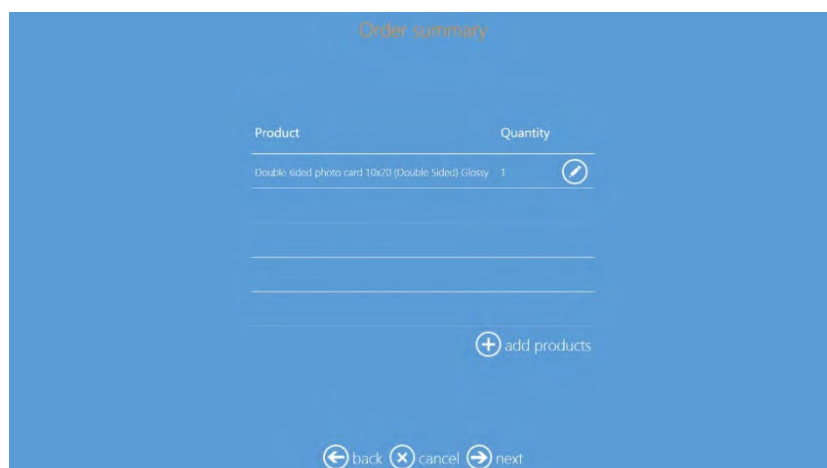 Order summary
Product Quantity
Double sided photo card 10x20 (Double Sided) Glossy 1
add products
back cancel next